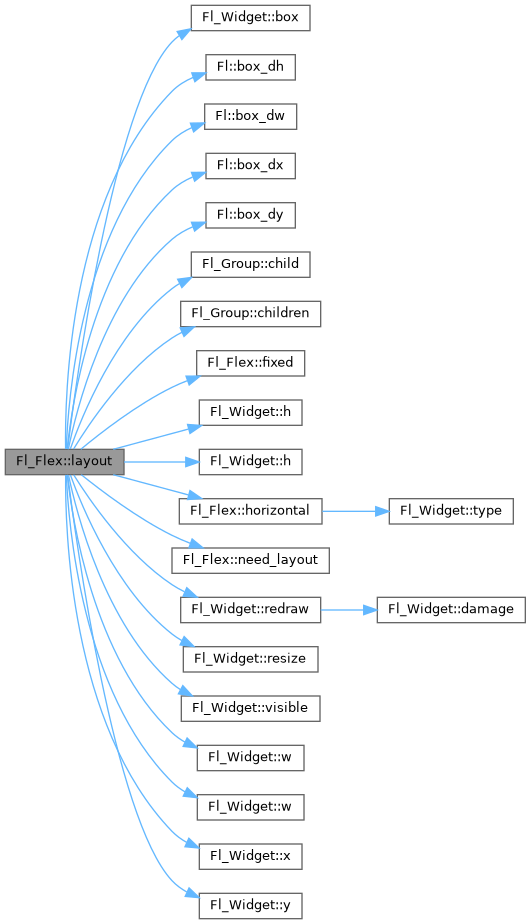 Fl_Widget::box
Fl::box_dh
Fl::box_dw
Fl::box_dx
Fl::box_dy
Fl_Group::child
Fl_Group::children
Fl_Flex::fixed
Fl_Widget::h
Fl_Flex::layout
Fl_Widget::h
Fl_Flex::horizontal
Fl_Widget::type
Fl_Flex::need_layout
Fl_Widget::redraw
Fl_Widget::damage
Fl_Widget::resize
Fl_Widget::visible
Fl_Widget::w
Fl_Widget::w
Fl_Widget::x
Fl_Widget::y